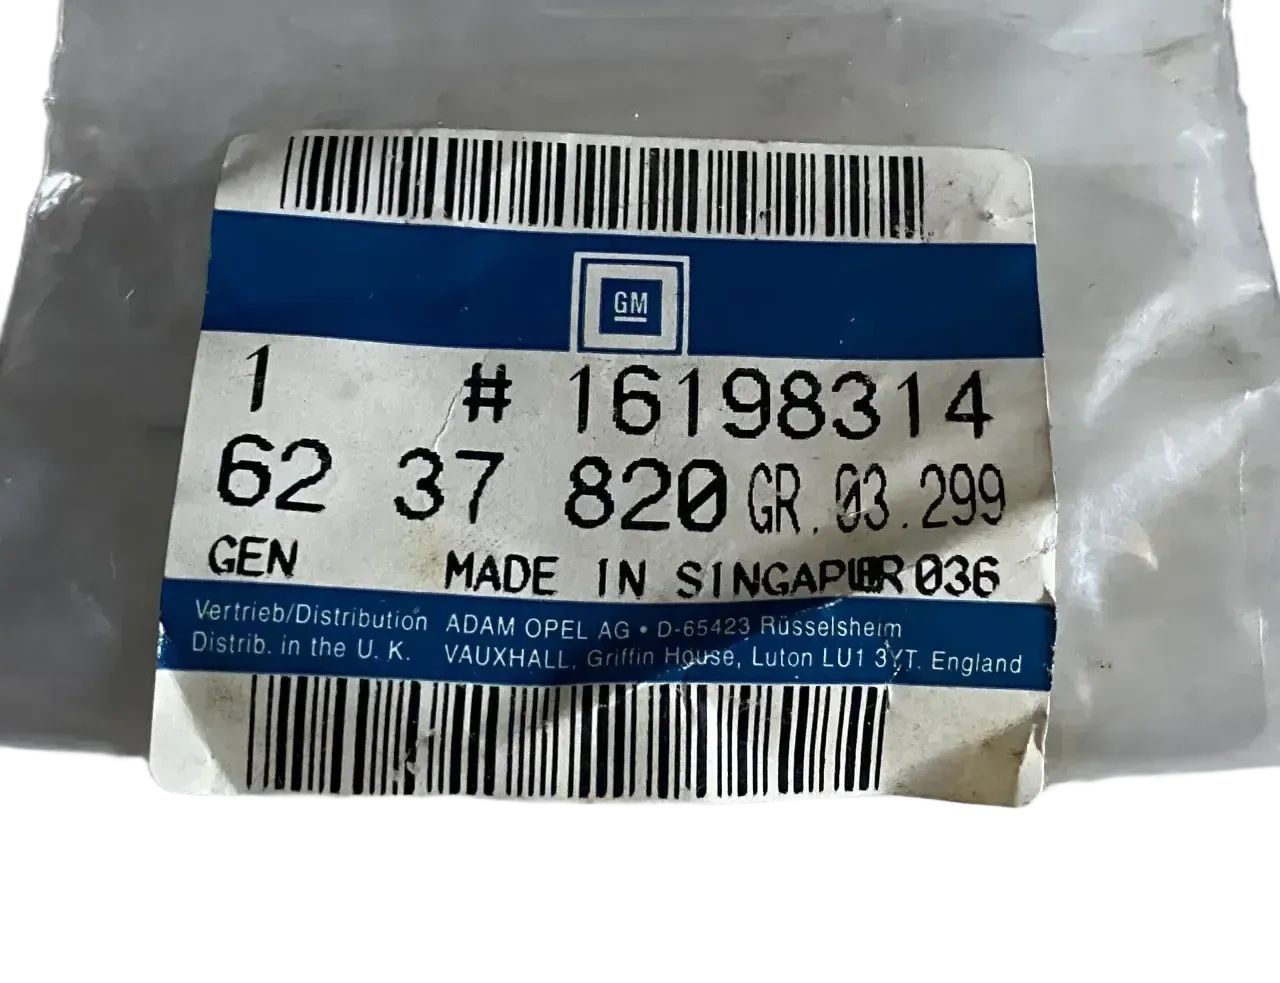 GM
1 # 16198314
62 37 820 GR. 03.299
GEN MADE IN 036
Vertrieb/Distribution ADAM OPEL AG • D-65423 Rüsselsheim
Distrib. in the U. K. VAUXHALL, Griffin House, Luton LU1 3YT. England